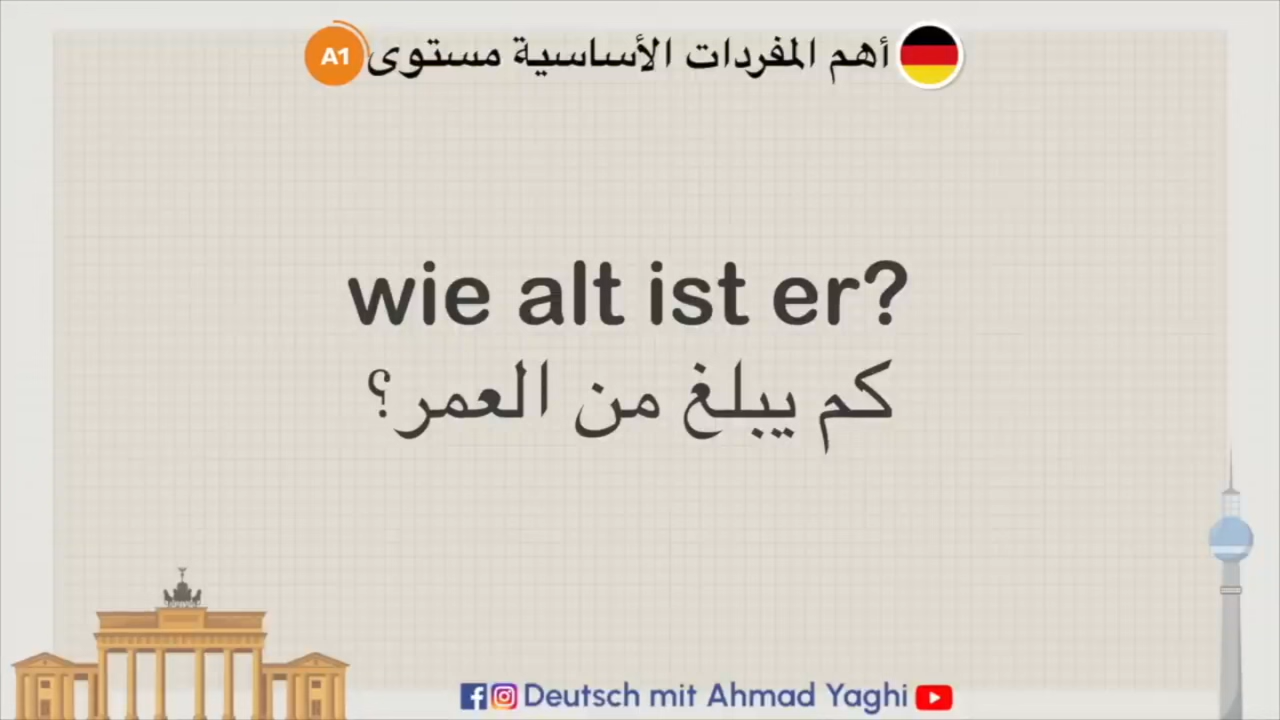 أهم المفردات الأساسية مستوى A1
wie alt ist er?
كم يبلغ من العمر؟
Deutsch mit Ahmad Yaghi